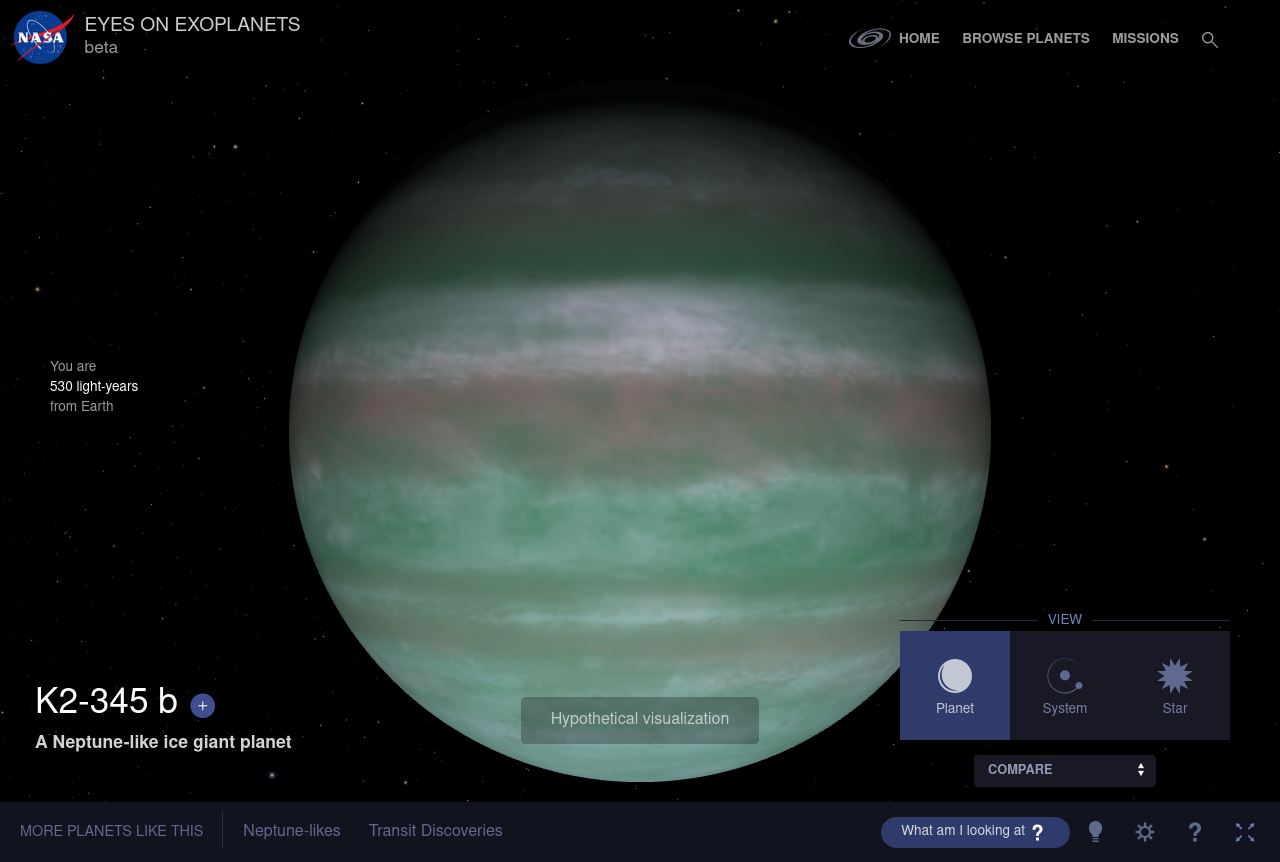 NASA
EYES ON EXOPLANETS
beta
HOME
BROWSE PLANETS
MISSIONS
You are
530 light-years
from Earth
VIEW
Planet
System
Star
K2-345 b +
A Neptune-like ice giant planet
Hypothetical visualization
COMPARE
MORE PLANETS LIKE THIS
Neptune-likes
Transit Discoveries
What am I looking at ?
?